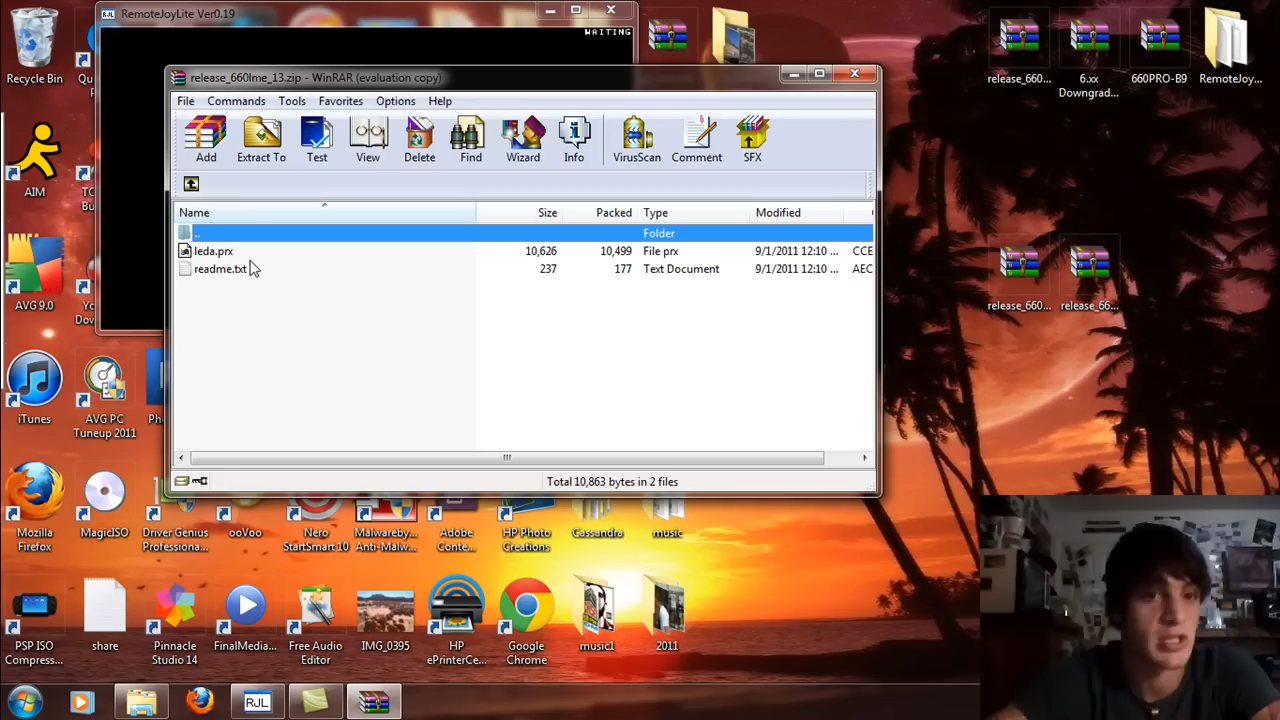 RemoteJoyLite Ver0.19
WAITING
release_660lme_13.zip - WinRAR (evaluation copy)
File Commands Tools Favorites Options Help
Add Extract To Test View Delete Find Wizard Info VirusScan Comment SFX
Name Size Packed Type Modified
.. Folder
leda.prx 10,626 10,499 File prx 9/1/2011 12:10 ... CCE
readme.txt 237 177 Text Document 9/1/2011 12:10 ... AEC
Total 10,863 bytes in 2 files
Recycle Bin
Qu
AIM
TC
Bu
AVG 9.0
Yc
Dov
iTunes
AVG PC
Tuneup 2011
Ph
Mozilla
Firefox
MagicISO
Driver Genius
Professiona...
ooVoo
Nero
StartSmart 10
Malwareby...
Anti-Malw...
Adobe
Conte...
HP Photo
Creations
Cassandra
music
PSP ISO
Compress...
share
Pinnacle
Studio 14
FinalMedia...
Free Audio
Editor
IMG_0395
HP
ePrinterCe...
Google
Chrome
music1
2011
release_660...
6.xx
Downgrad...
660PRO-B9
RemoteJoy...
release_660...
release_66...
RJL